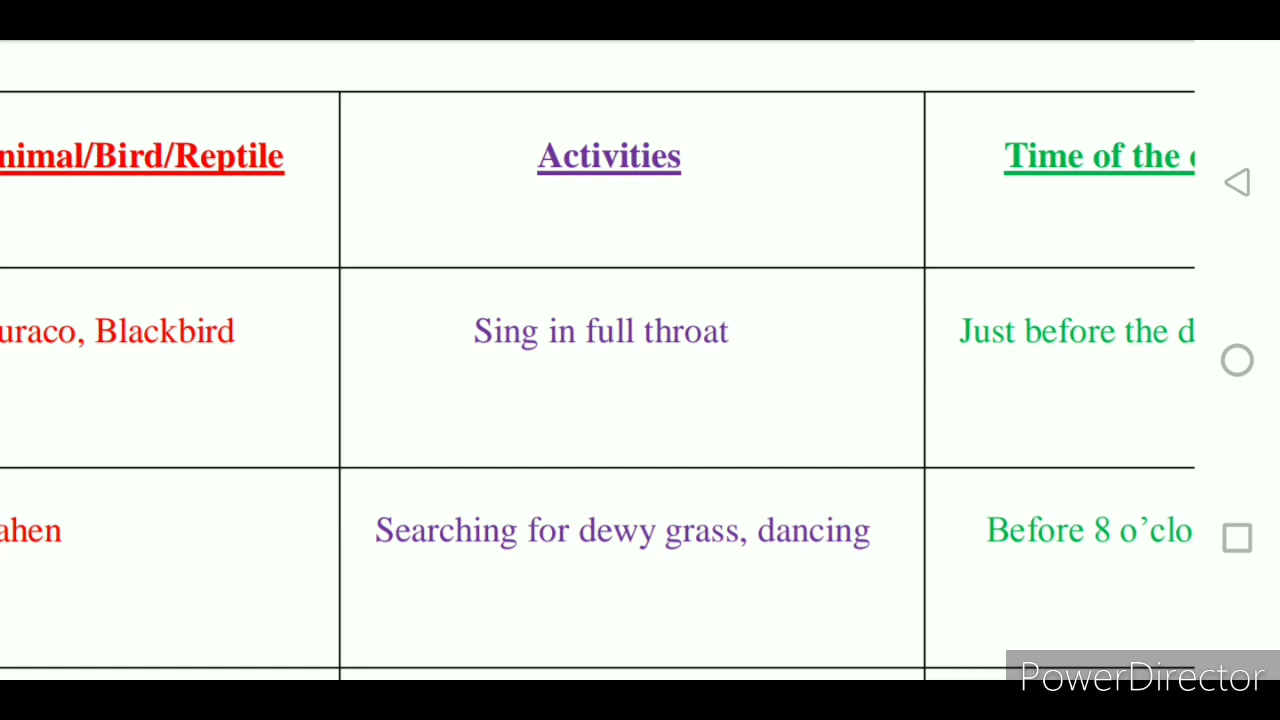 nimal/Bird/Reptile Activities Time of the
uraco, Blackbird Sing in full throat Just before the d
ahen Searching for dewy grass, dancing Before 8 o’clo
PowerDirector